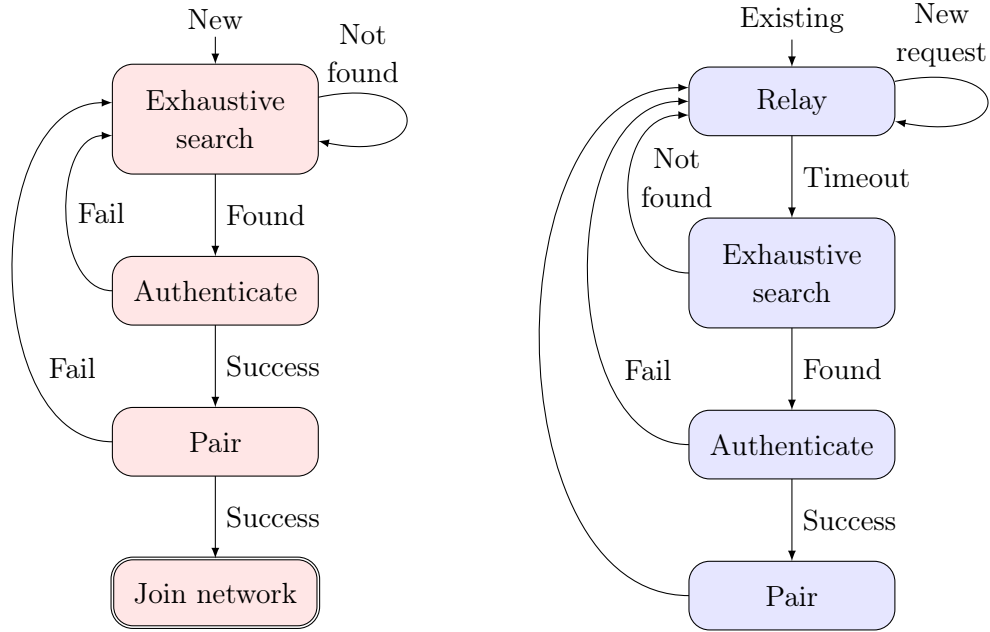 New
Not
found
Exhaustive
search
Fail
Found
Authenticate
Fail
Success
Pair
Success
Join network
Existing
New
request
Relay
Not
found
Timeout
Exhaustive
search
Fail
Found
Authenticate
Success
Pair